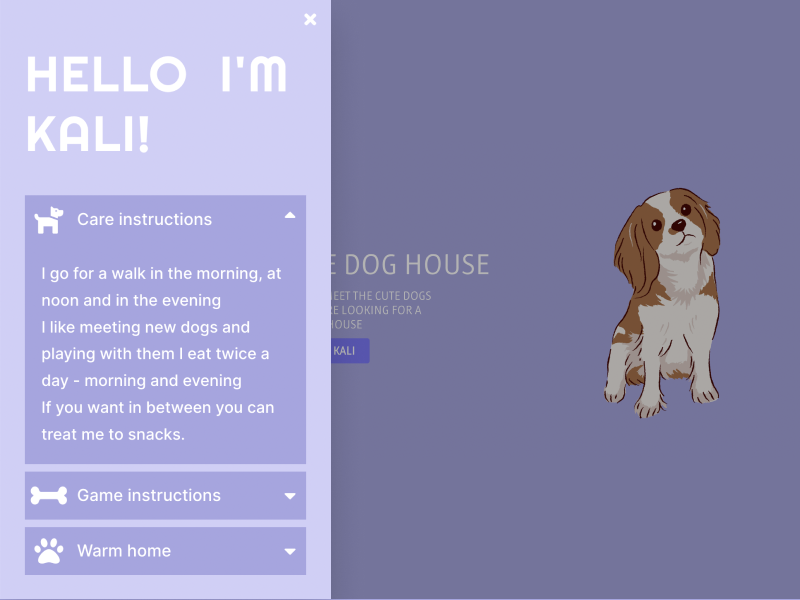 HELLO I'M
KALI!
Care instructions
I go for a walk in the morning, at
noon and in the evening
I like meeting new dogs and
playing with them I eat twice a
day - morning and evening
If you want in between you can
treat me to snacks.
Game instructions
Warm home
E DOG HOUSE
MEET THE CUTE DOGS
RE LOOKING FOR A
HOUSE
KALI